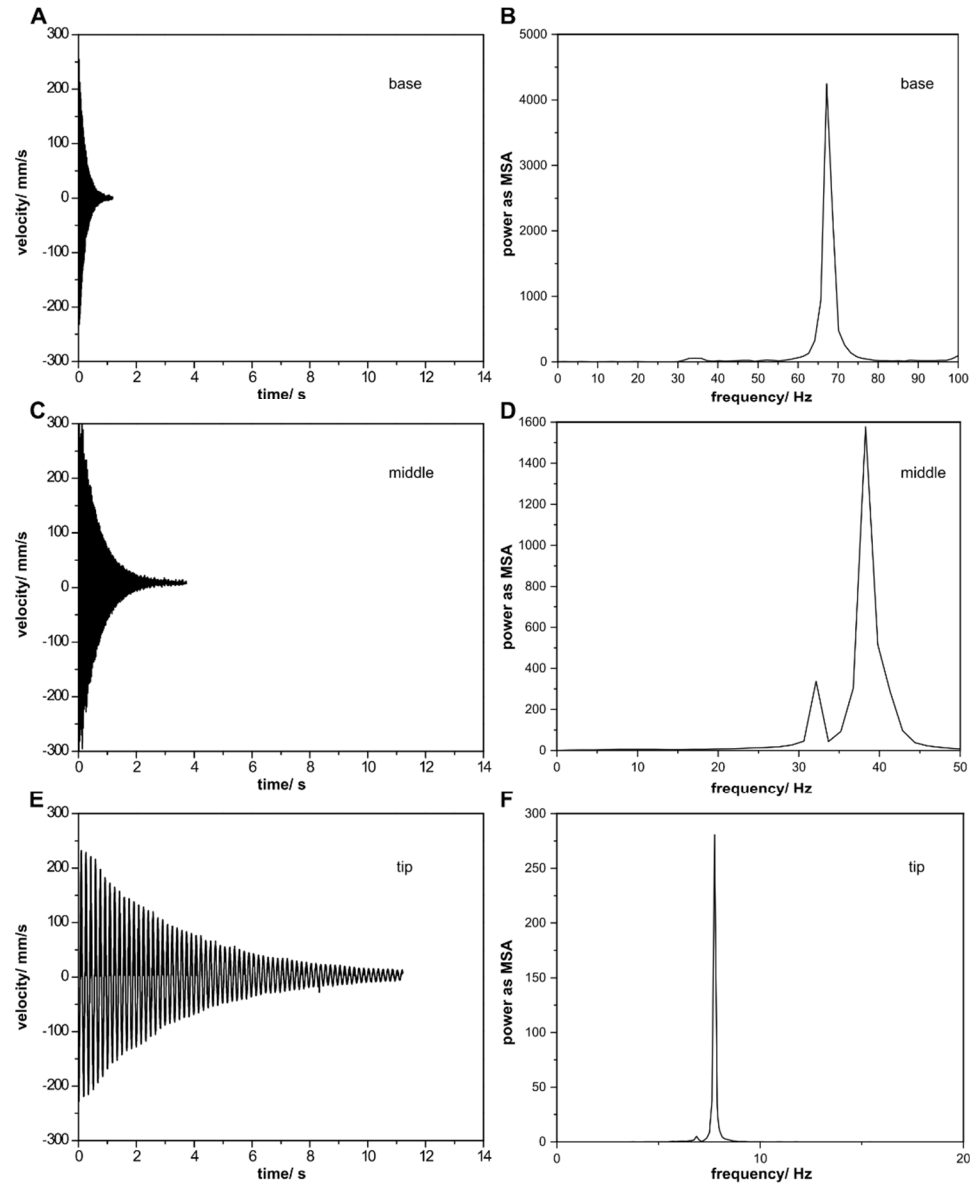 A
300
200
100
0
-100
-200
-300
velocity/ mm/s
base
0 2 4 6 8 10 12 14
time/ s
B
5000
4000
3000
2000
1000
0
power as MSA
base
0 10 20 30 40 50 60 70 80 90 100
frequency/ Hz
C
300
200
100
0
-100
-200
-300
velocity/ mm/s
middle
0 2 4 6 8 10 12 14
time/ s
D
1600
1400
1200
1000
800
600
400
200
0
power as MSA
middle
0 10 20 30 40 50
frequency/ Hz
E
300
200
100
0
-100
-200
-300
velocity/ mm/s
tip
0 2 4 6 8 10 12 14
time/ s
F
300
250
200
150
100
50
0
power as MSA
tip
0 10 20
frequency/ Hz